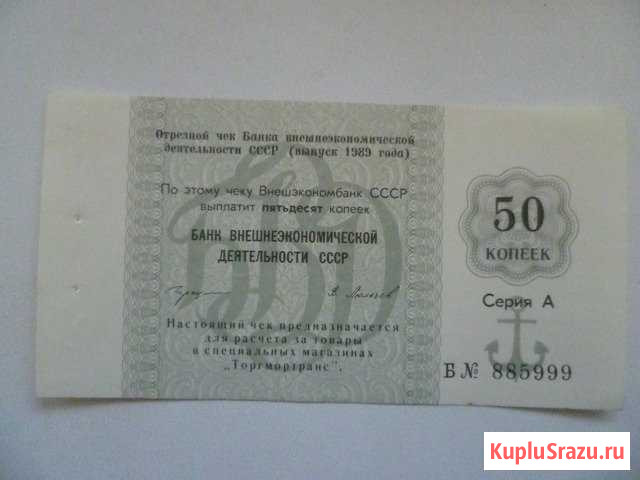 Отрезной чек Банка внешнеэкономической
деятельности СССР (выпуск 1989 года)
По этому чеку Внешэкономбанк СССР
выплатит пятьдесят копеек
БАНК ВНЕШНЕЭКОНОМИЧЕСКОЙ
ДЕЯТЕЛЬНОСТИ СССР
Настоящий чек предназначается
для расчета за товары
в специальных магазинах
„Торгмортранс".
50
КОПЕЕК
Серия А
Б № 885999
KupluSrazu.ru